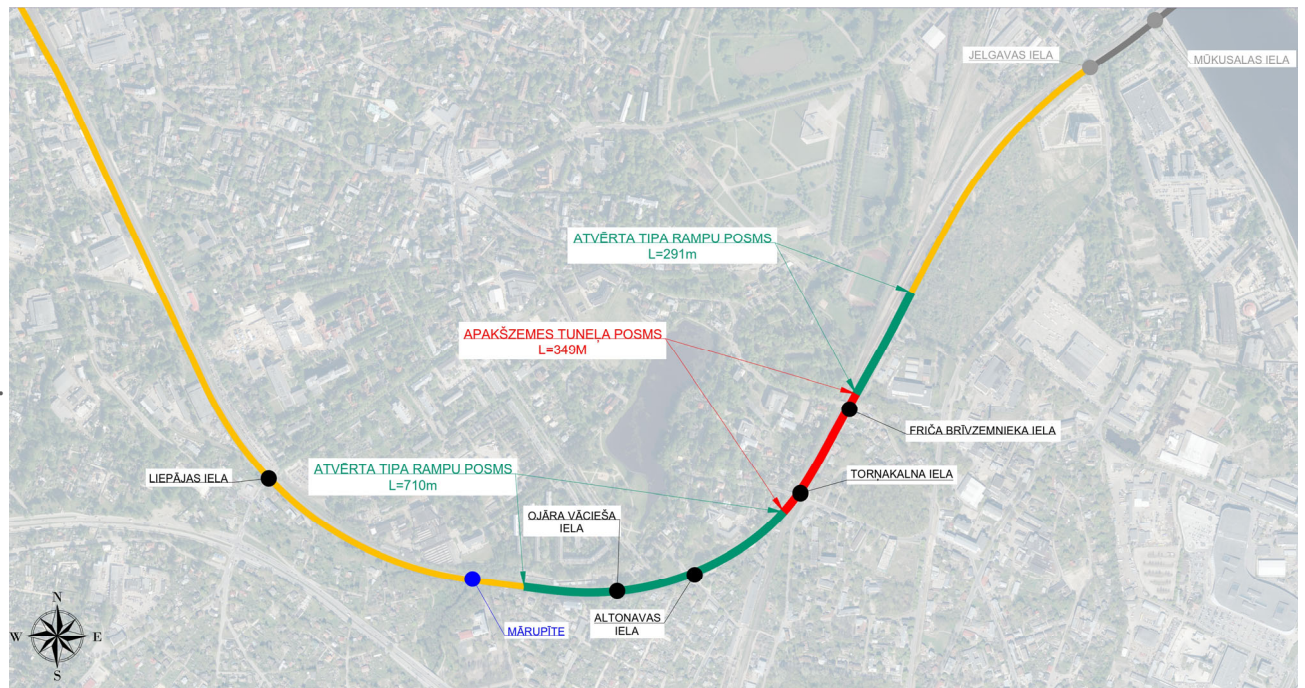 JELGAVAS IELA
MŪKUSALAS IELA
ATVĒRTA TIPA RAMPU POSMS
L=291m
APAKŠZEMES TUNEĻA POSMS
L=349M
FRIČA BRĪVZEMNIEKA IELA
ATVĒRTA TIPA RAMPU POSMS
L=710m
TORŅAKALNA IELA
LIEPĀJAS IELA
OJĀRA VĀCIEŠA
IELA
ALTONAVAS
IELA
MĀRUPĪTE
N
W
E
S